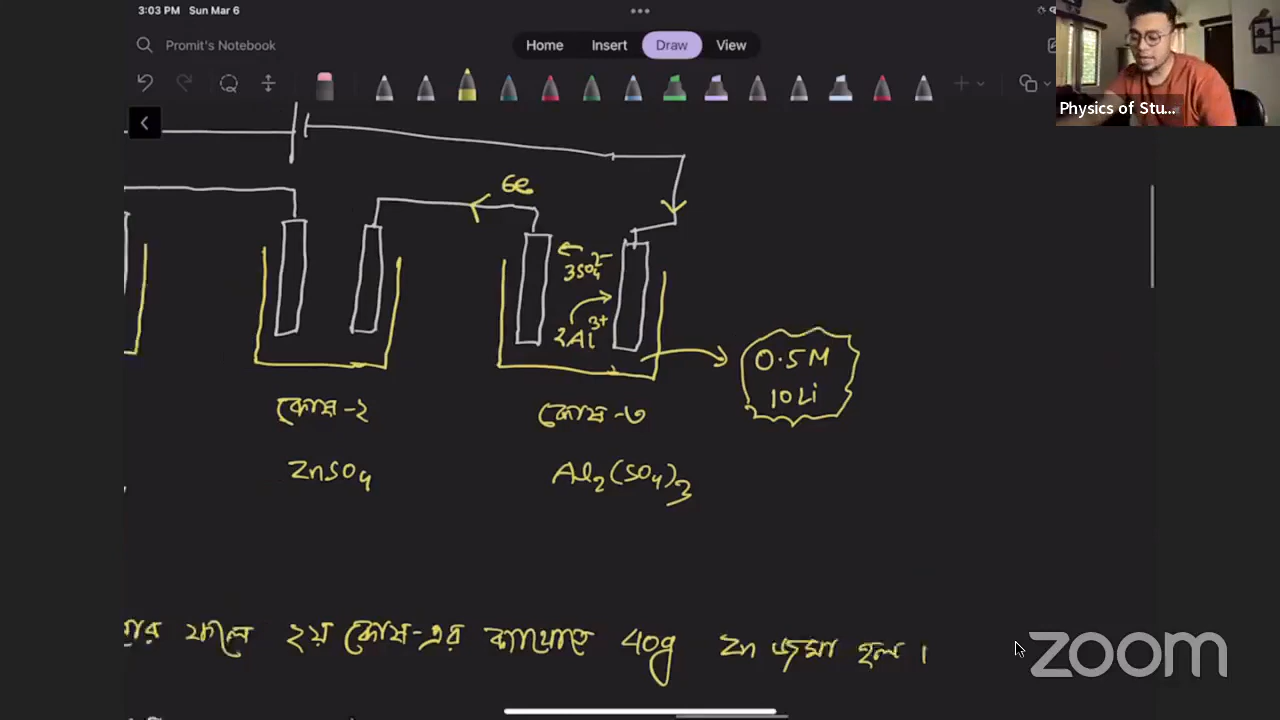 3:03 PM Sun Mar 6
Promit's Notebook
Home Insert Draw View
Physics of Stu...
6e
3SO₄²⁻
2Al³⁺
0.5M
10Li
কোষ-২
কোষ-৩
ZnSO₄
Al₂(SO₄)₃
ফলে ২য় কোষ-এর ক্যাথোডে 40g Zn জমা হল।
zoom